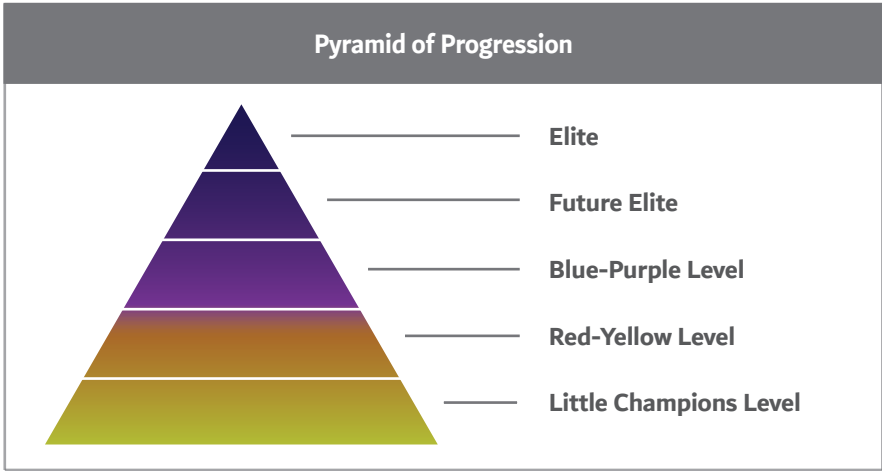 Pyramid of Progression
Elite
Future Elite
Blue-Purple Level
Red-Yellow Level
Little Champions Level